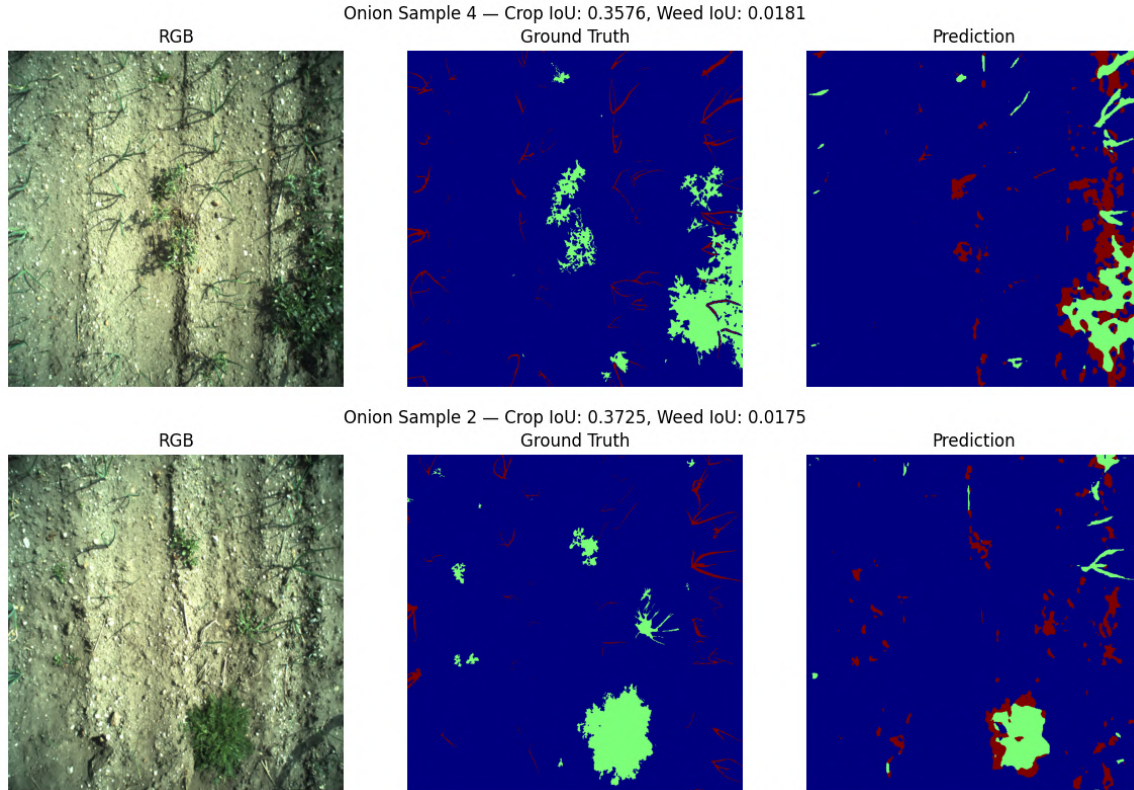 Onion Sample 4 — Crop IoU: 0.3576, Weed IoU: 0.0181
RGB
Ground Truth
Prediction
Onion Sample 2 — Crop IoU: 0.3725, Weed IoU: 0.0175
RGB
Ground Truth
Prediction